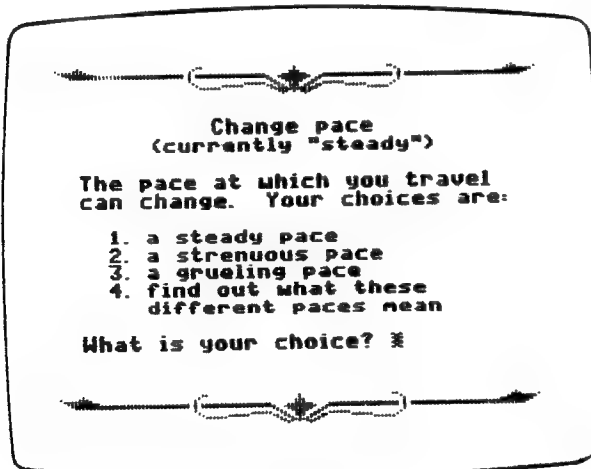 Change pace
(currently "steady")
The pace at which you travel
can change. Your choices are:
1. a steady pace
2. a strenuous pace
3. a grueling pace
4. find out what these
different paces mean
What is your choice?